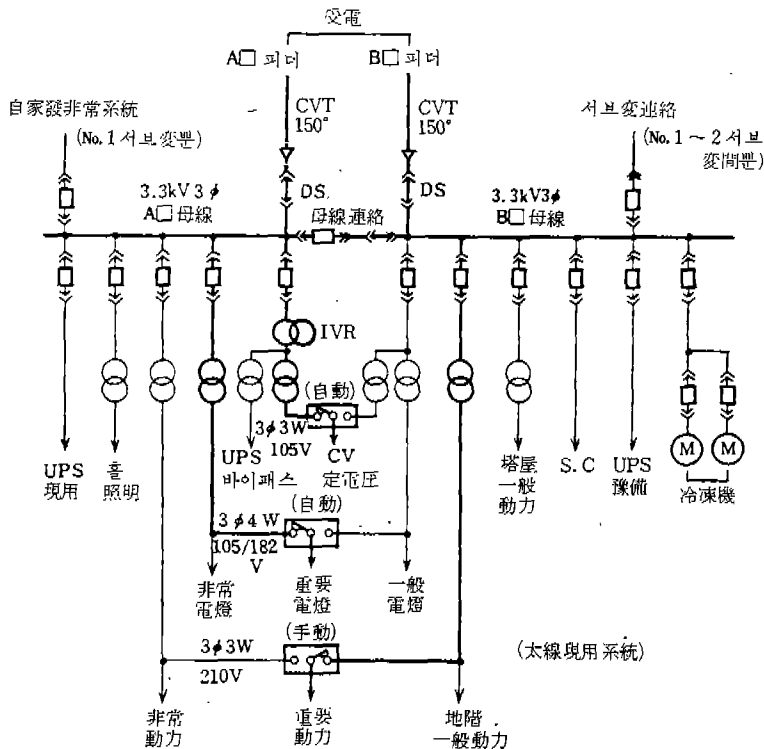 受電
A□ 피더
B□ 피더
CVT
150°
CVT
150°
自家發非常系統
(No.1 서브変뿐)
서브変連絡
(No.1～2 서브
変間뿐)
DS
DS
3.3kV 3φ
A□母線
母線連絡
3.3kV3φ
B□母線
IVR
(自動)
3φ3W
105V
UPS
現用
홀
照明
UPS
바이패스
CV
定電圧
塔屋
一般
動力
S.C
UPS
豫備
M
M
冷凍機
3φ4W
105/182
V
(自動)
非常
電燈
重要
電燈
一般
電燈
(手動)
3φ3W
210V
(太線現用系統)
非常
動力
重要
動力
地階
一般動力